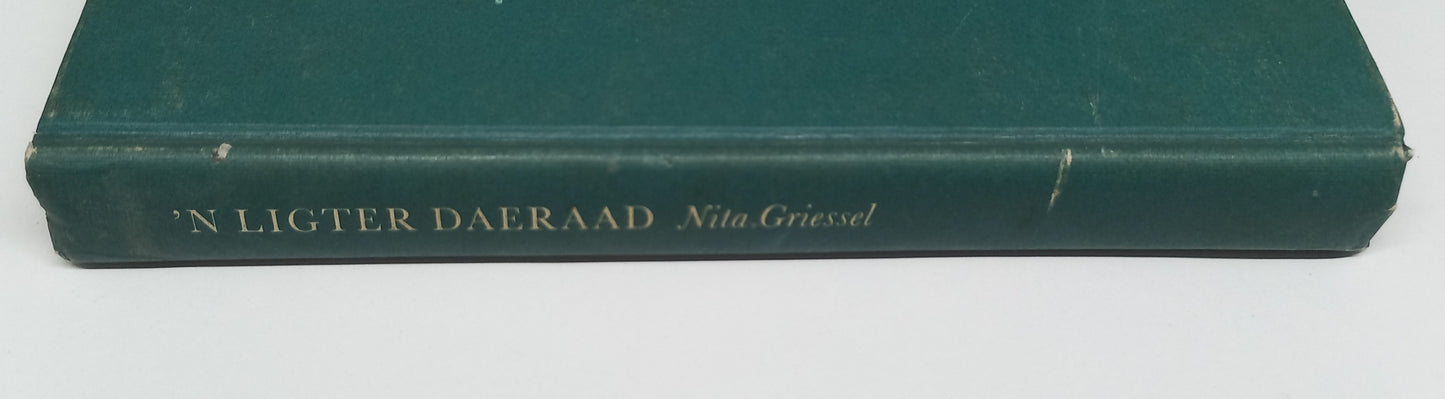 'N LIGTER DAERAAD Nita Griessel